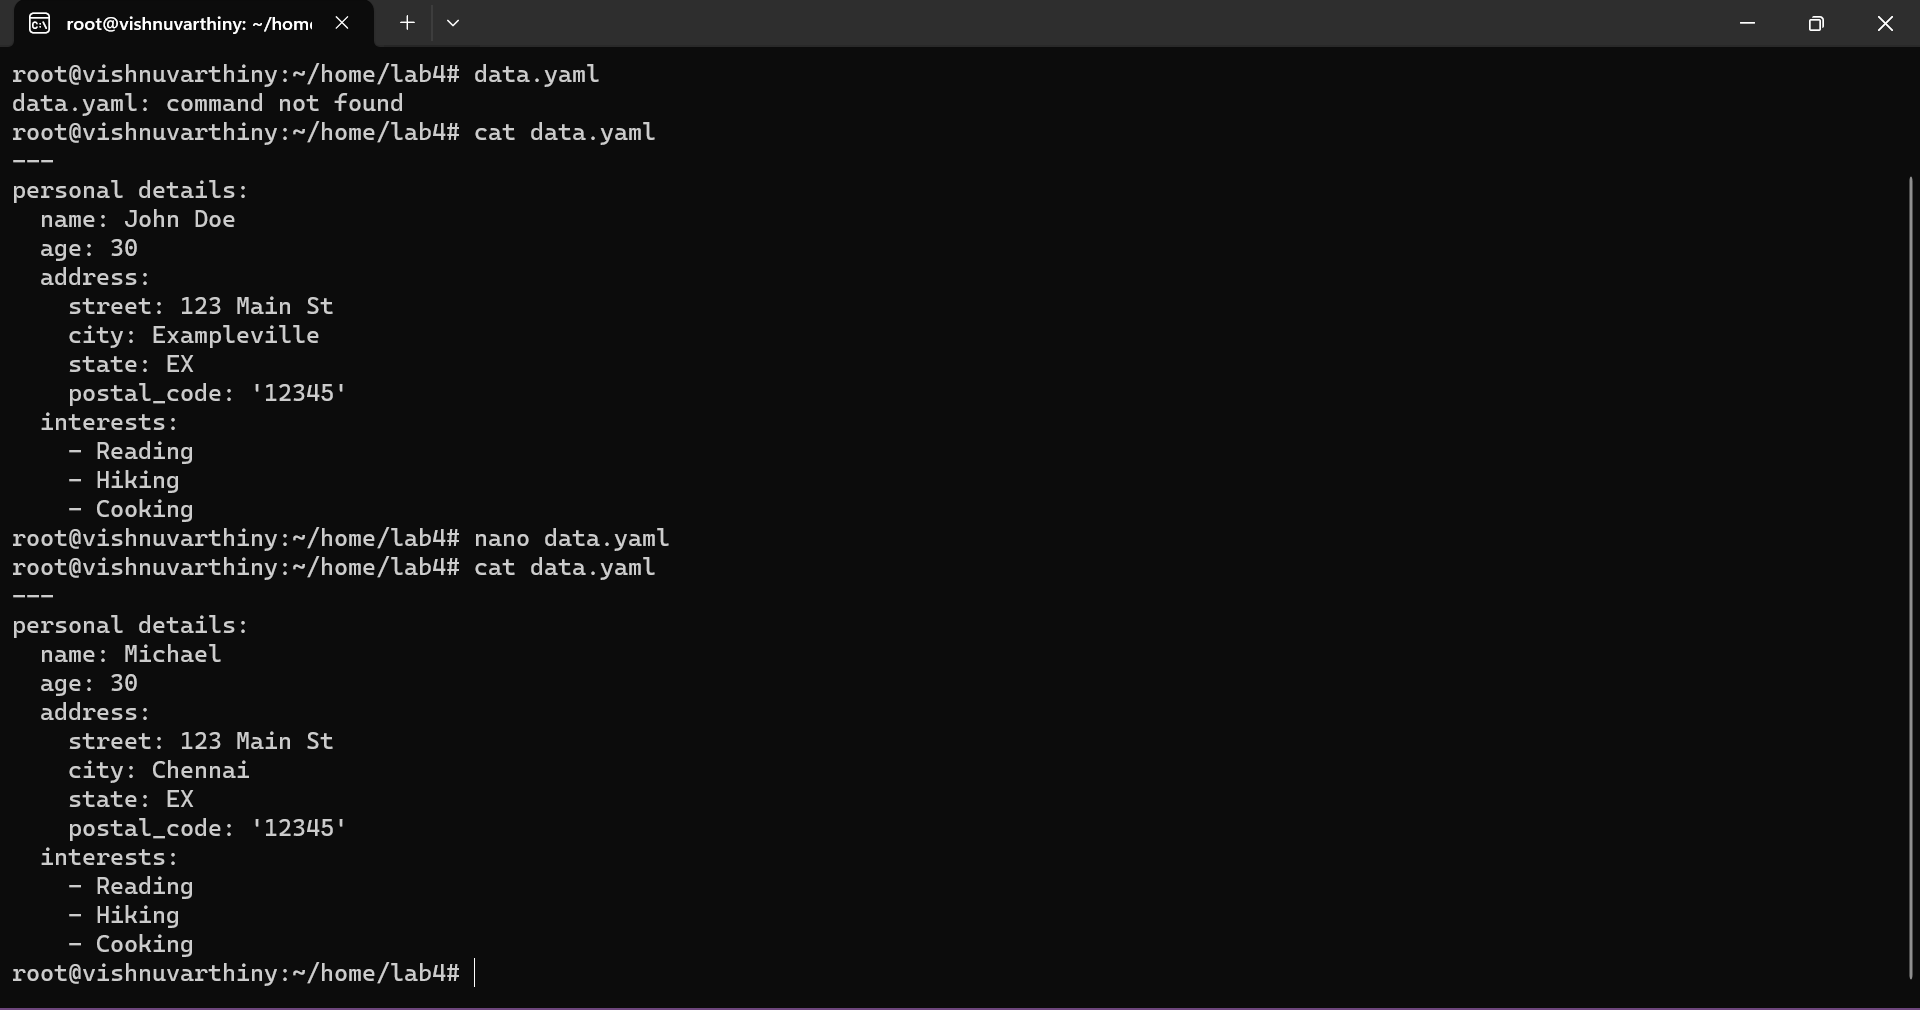 root@vishnuvarthiny: ~/hom
root@vishnuvarthiny:~/home/lab4# data.yaml
data.yaml: command not found
root@vishnuvarthiny:~/home/lab4# cat data.yaml
---
personal details:
  name: John Doe
  age: 30
  address:
    street: 123 Main St
    city: Exampleville
    state: EX
    postal_code: '12345'
  interests:
    - Reading
    - Hiking
    - Cooking
root@vishnuvarthiny:~/home/lab4# nano data.yaml
root@vishnuvarthiny:~/home/lab4# cat data.yaml
---
personal details:
  name: Michael
  age: 30
  address:
    street: 123 Main St
    city: Chennai
    state: EX
    postal_code: '12345'
  interests:
    - Reading
    - Hiking
    - Cooking
root@vishnuvarthiny:~/home/lab4#